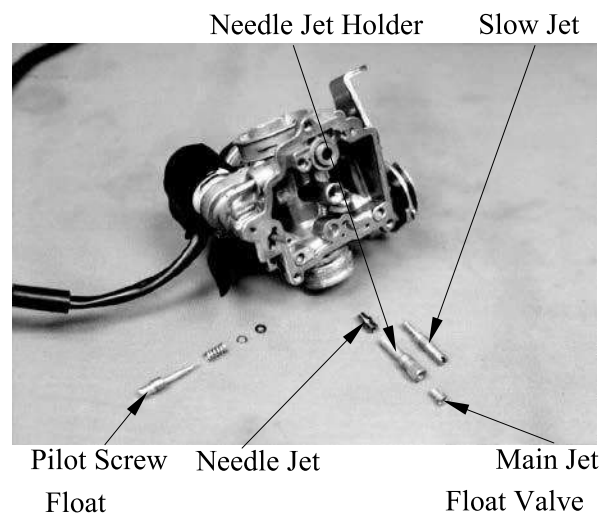 Needle Jet Holder Slow Jet
Pilot Screw Needle Jet Main Jet
Float Float Valve